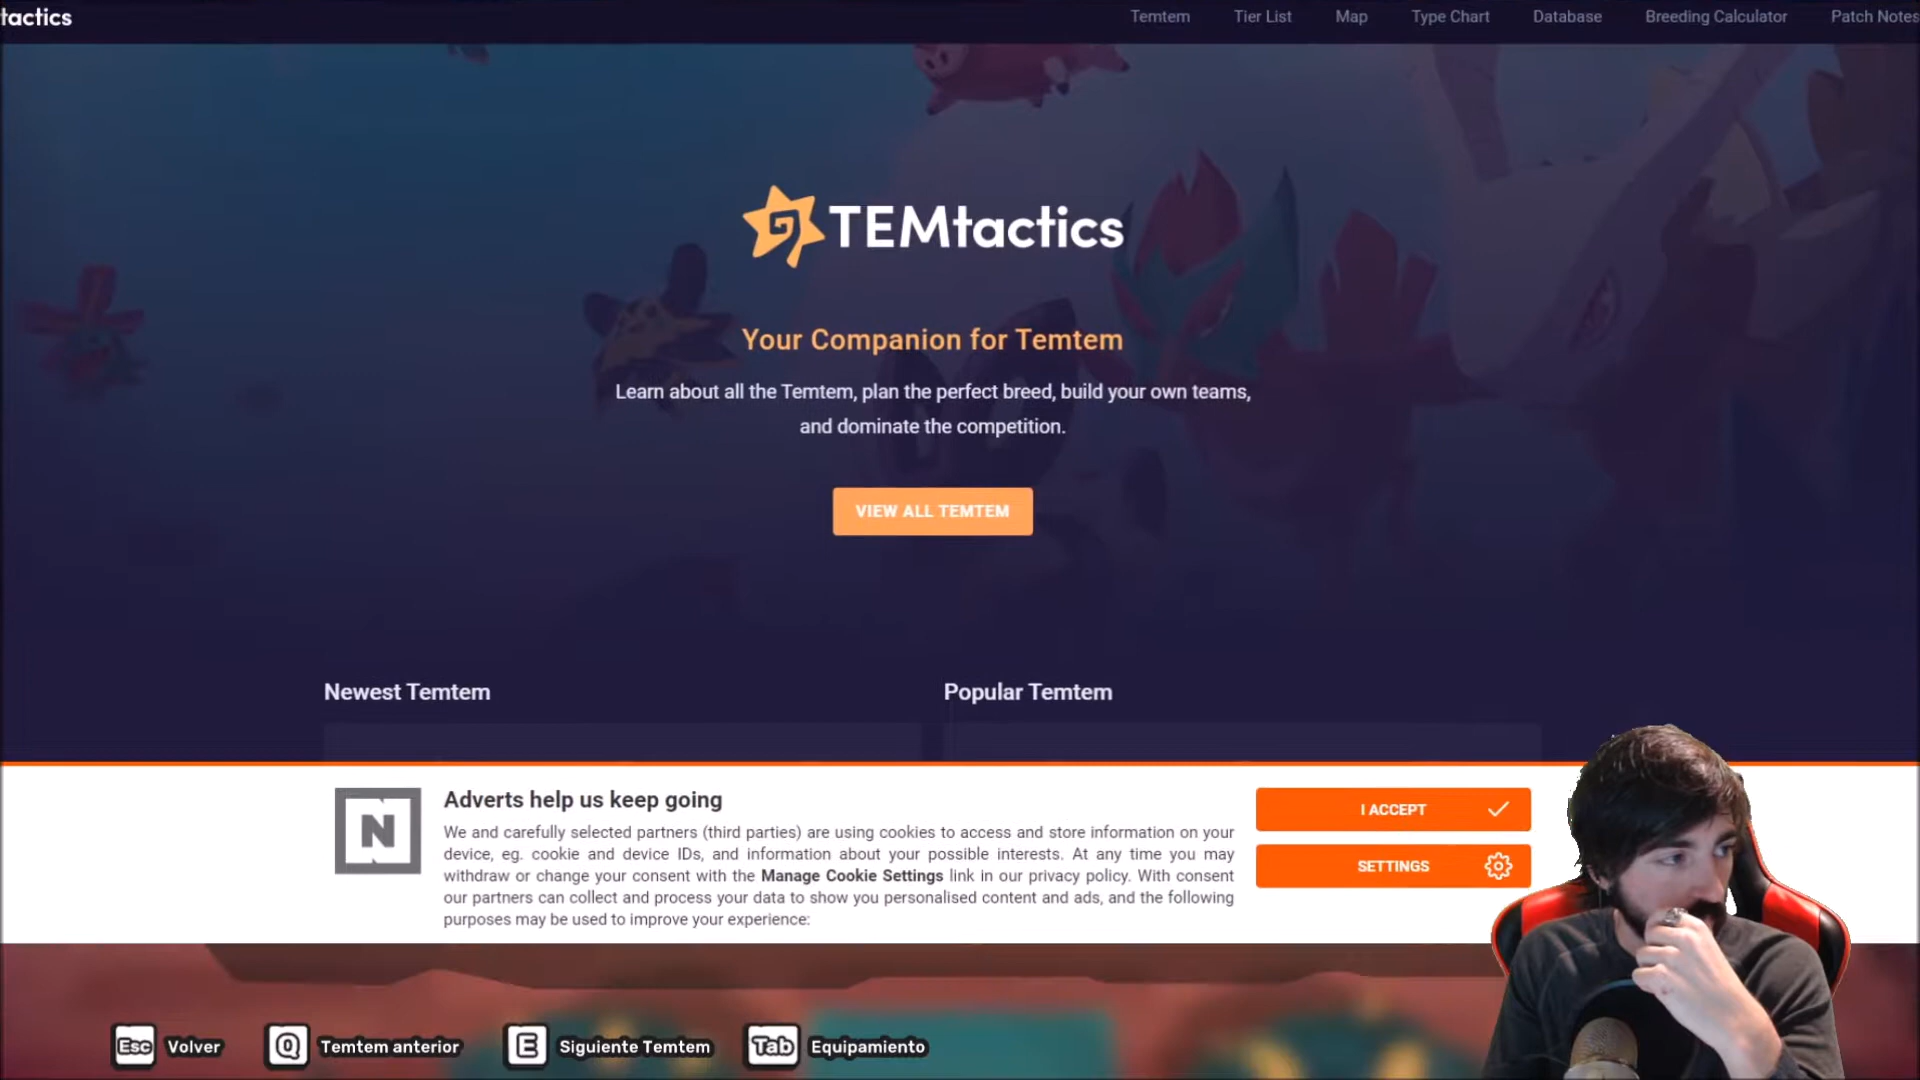 tactics
Temtem Tier List Map Type Chart Database Breeding Calculator Patch Notes
TEMtactics
Your Companion for Temtem
Learn about all the Temtem, plan the perfect breed, build your own teams,
and dominate the competition.
VIEW ALL TEMTEM
Newest Temtem
Popular Temtem
N
Adverts help us keep going
We and carefully selected partners (third parties) are using cookies to access and store information on your
device, eg. cookie and device IDs, and information about your possible interests. At any time you may
withdraw or change your consent with the Manage Cookie Settings link in our privacy policy. With consent
our partners can collect and process your data to show you personalised content and ads, and the following
purposes may be used to improve your experience:
I ACCEPT
SETTINGS
Esc Volver Q Temtem anterior E Siguiente Temtem Tab Equipamiento